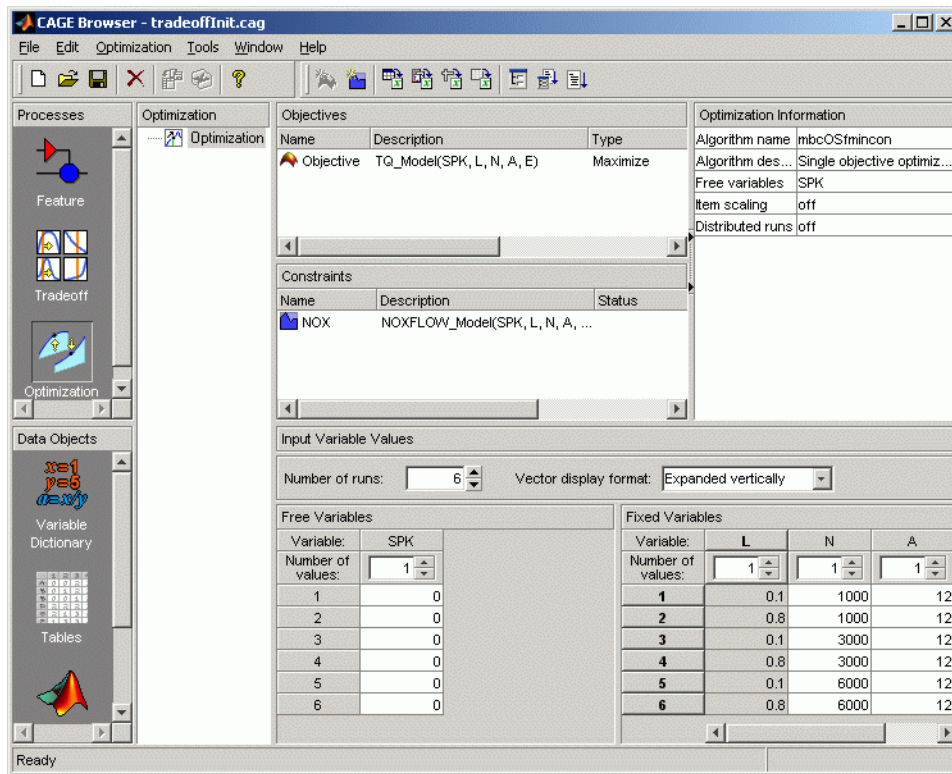 CAGE Browser - tradeoffInit.cag
File Edit Optimization Tools Window Help
Processes
Feature
Tradeoff
Optimization
Data Objects
x=1
y=5
a=x/y
Variable
Dictionary
Tables
Optimization
Optimization
Objectives
Name Description Type
Objective TQ_Model(SPK, L, N, A, E) Maximize
Constraints
Name Description Status
NOX NOXFLOW_Model(SPK, L, N, A, ...
Optimization Information
Algorithm name mbcOSfmincon
Algorithm des... Single objective optimiz...
Free variables SPK
Item scaling off
Distributed runs off
Input Variable Values
Number of runs: 6 Vector display format: Expanded vertically
Free Variables
Variable: SPK
Number of values: 1
1 0
2 0
3 0
4 0
5 0
6 0
Fixed Variables
Variable: L N A
Number of values: 1 1 1
1 0.1 1000 12
2 0.8 1000 12
3 0.1 3000 12
4 0.8 3000 12
5 0.1 6000 12
6 0.8 6000 12
Ready